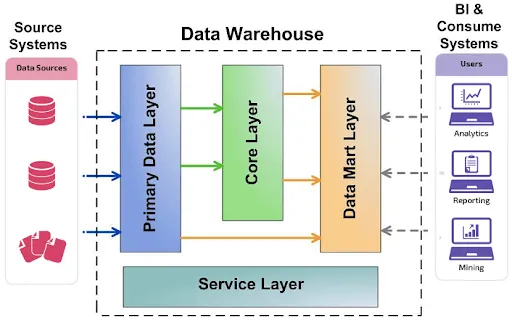 Source
Systems
Data Sources
Data Warehouse
Primary Data Layer
Core Layer
Data Mart Layer
Service Layer
BI &
Consume
Systems
Users
Analytics
Reporting
Mining